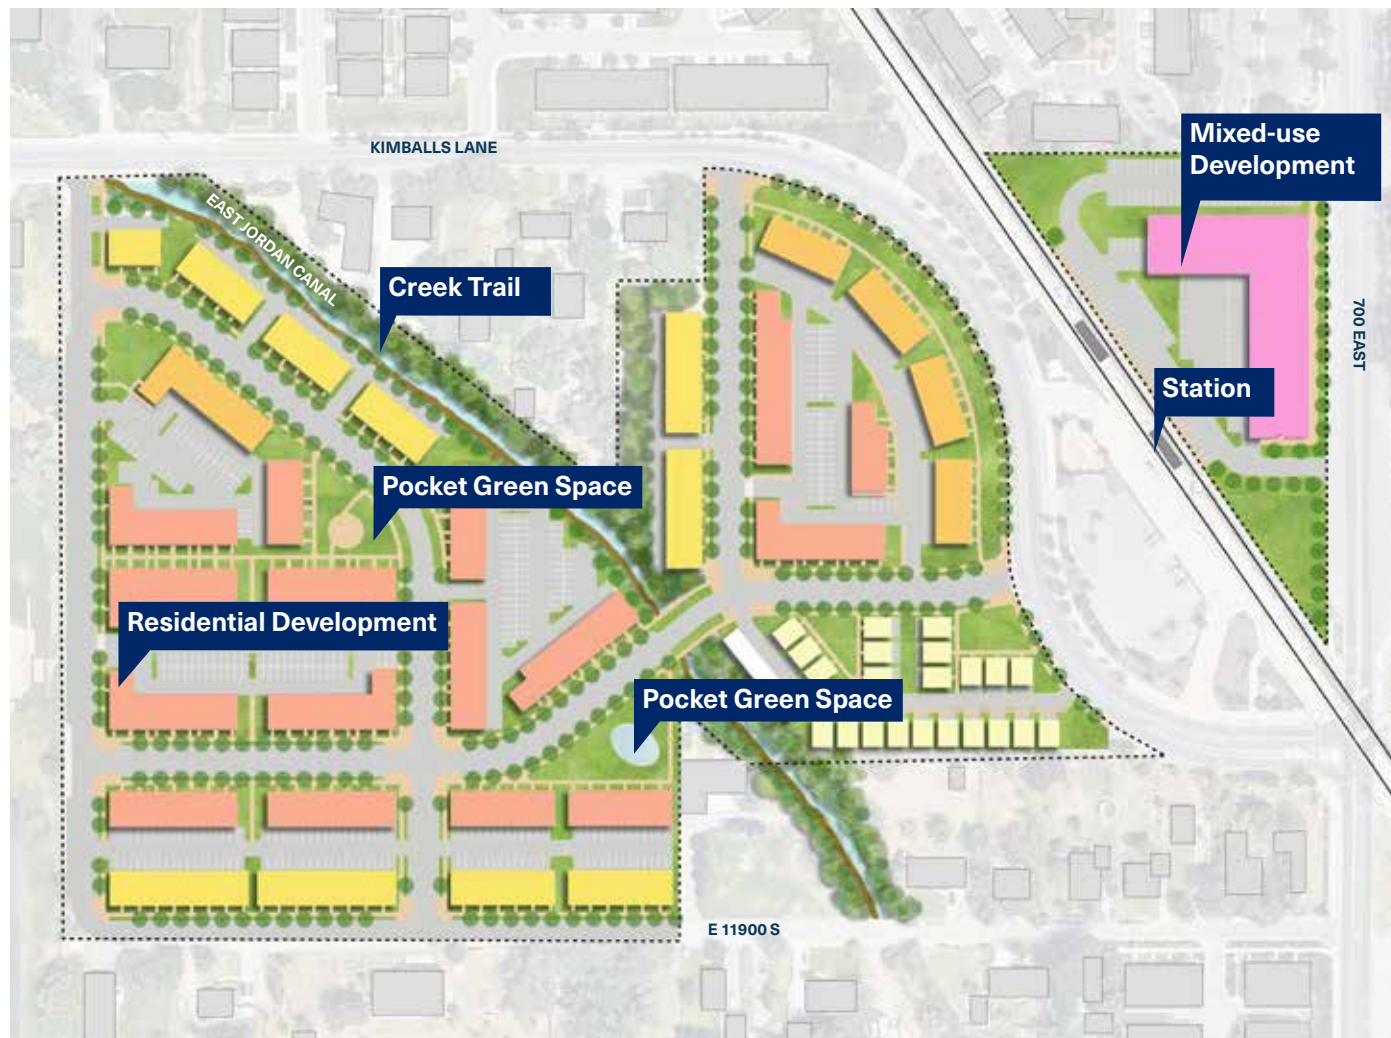 KIMBALLS LANE
Mixed-use
Development
EAST JORDAN CANAL
Creek Trail
700 EAST
Station
Pocket Green Space
Residential Development
Pocket Green Space
E 11900 S